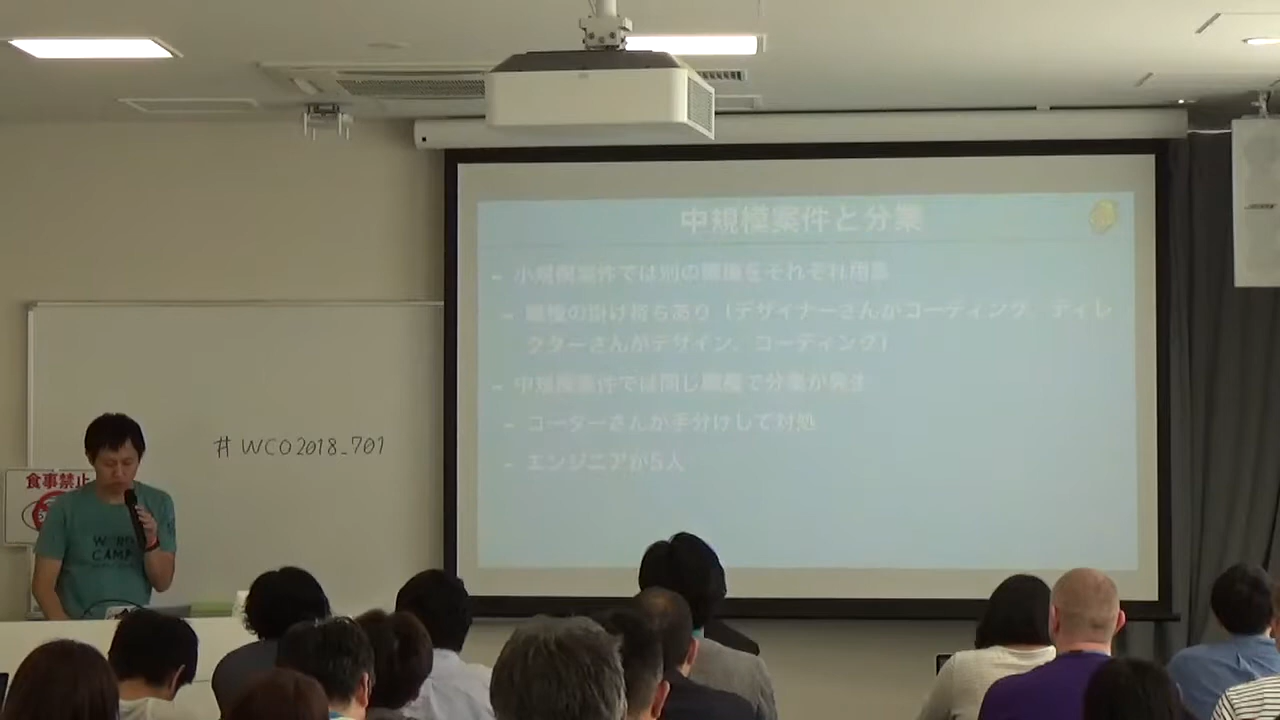 中規模案件と分業
- 小規模案件では別の職種をそれぞれ用意
- 職種の掛け持ちあり（デザイナーさんがコーディング、ディレ
クターさんがデザイン、コーディング）
- 中規模案件では同じ職種で分業が発生
- コーダーさんが手分けして対処
- エンジニアが5人
#WCO2018_701
食事禁止
WORD
CAMP